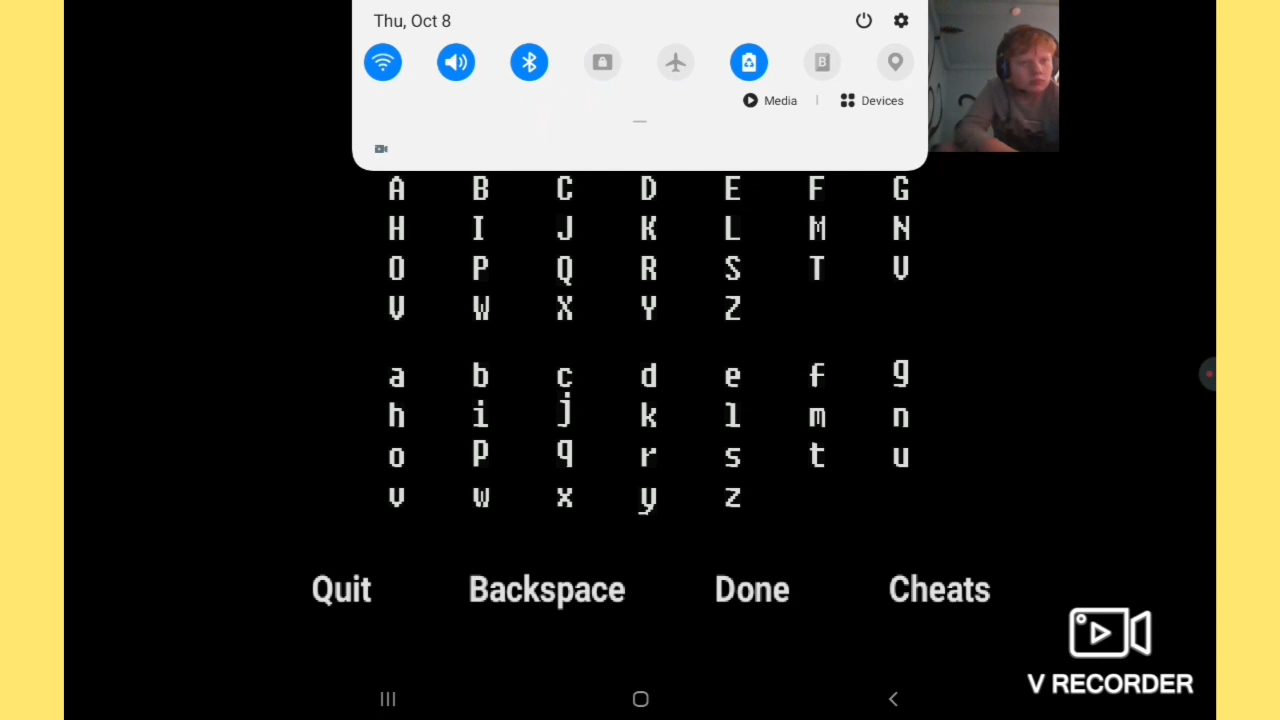 Thu, Oct 8
Media | Devices
A B C D E F G
H I J K L M N
O P Q R S T U
V W X Y Z
a b c d e f g
h i j k l m n
o p q r s t u
v w x y z
Quit Backspace Done Cheats
V RECORDER